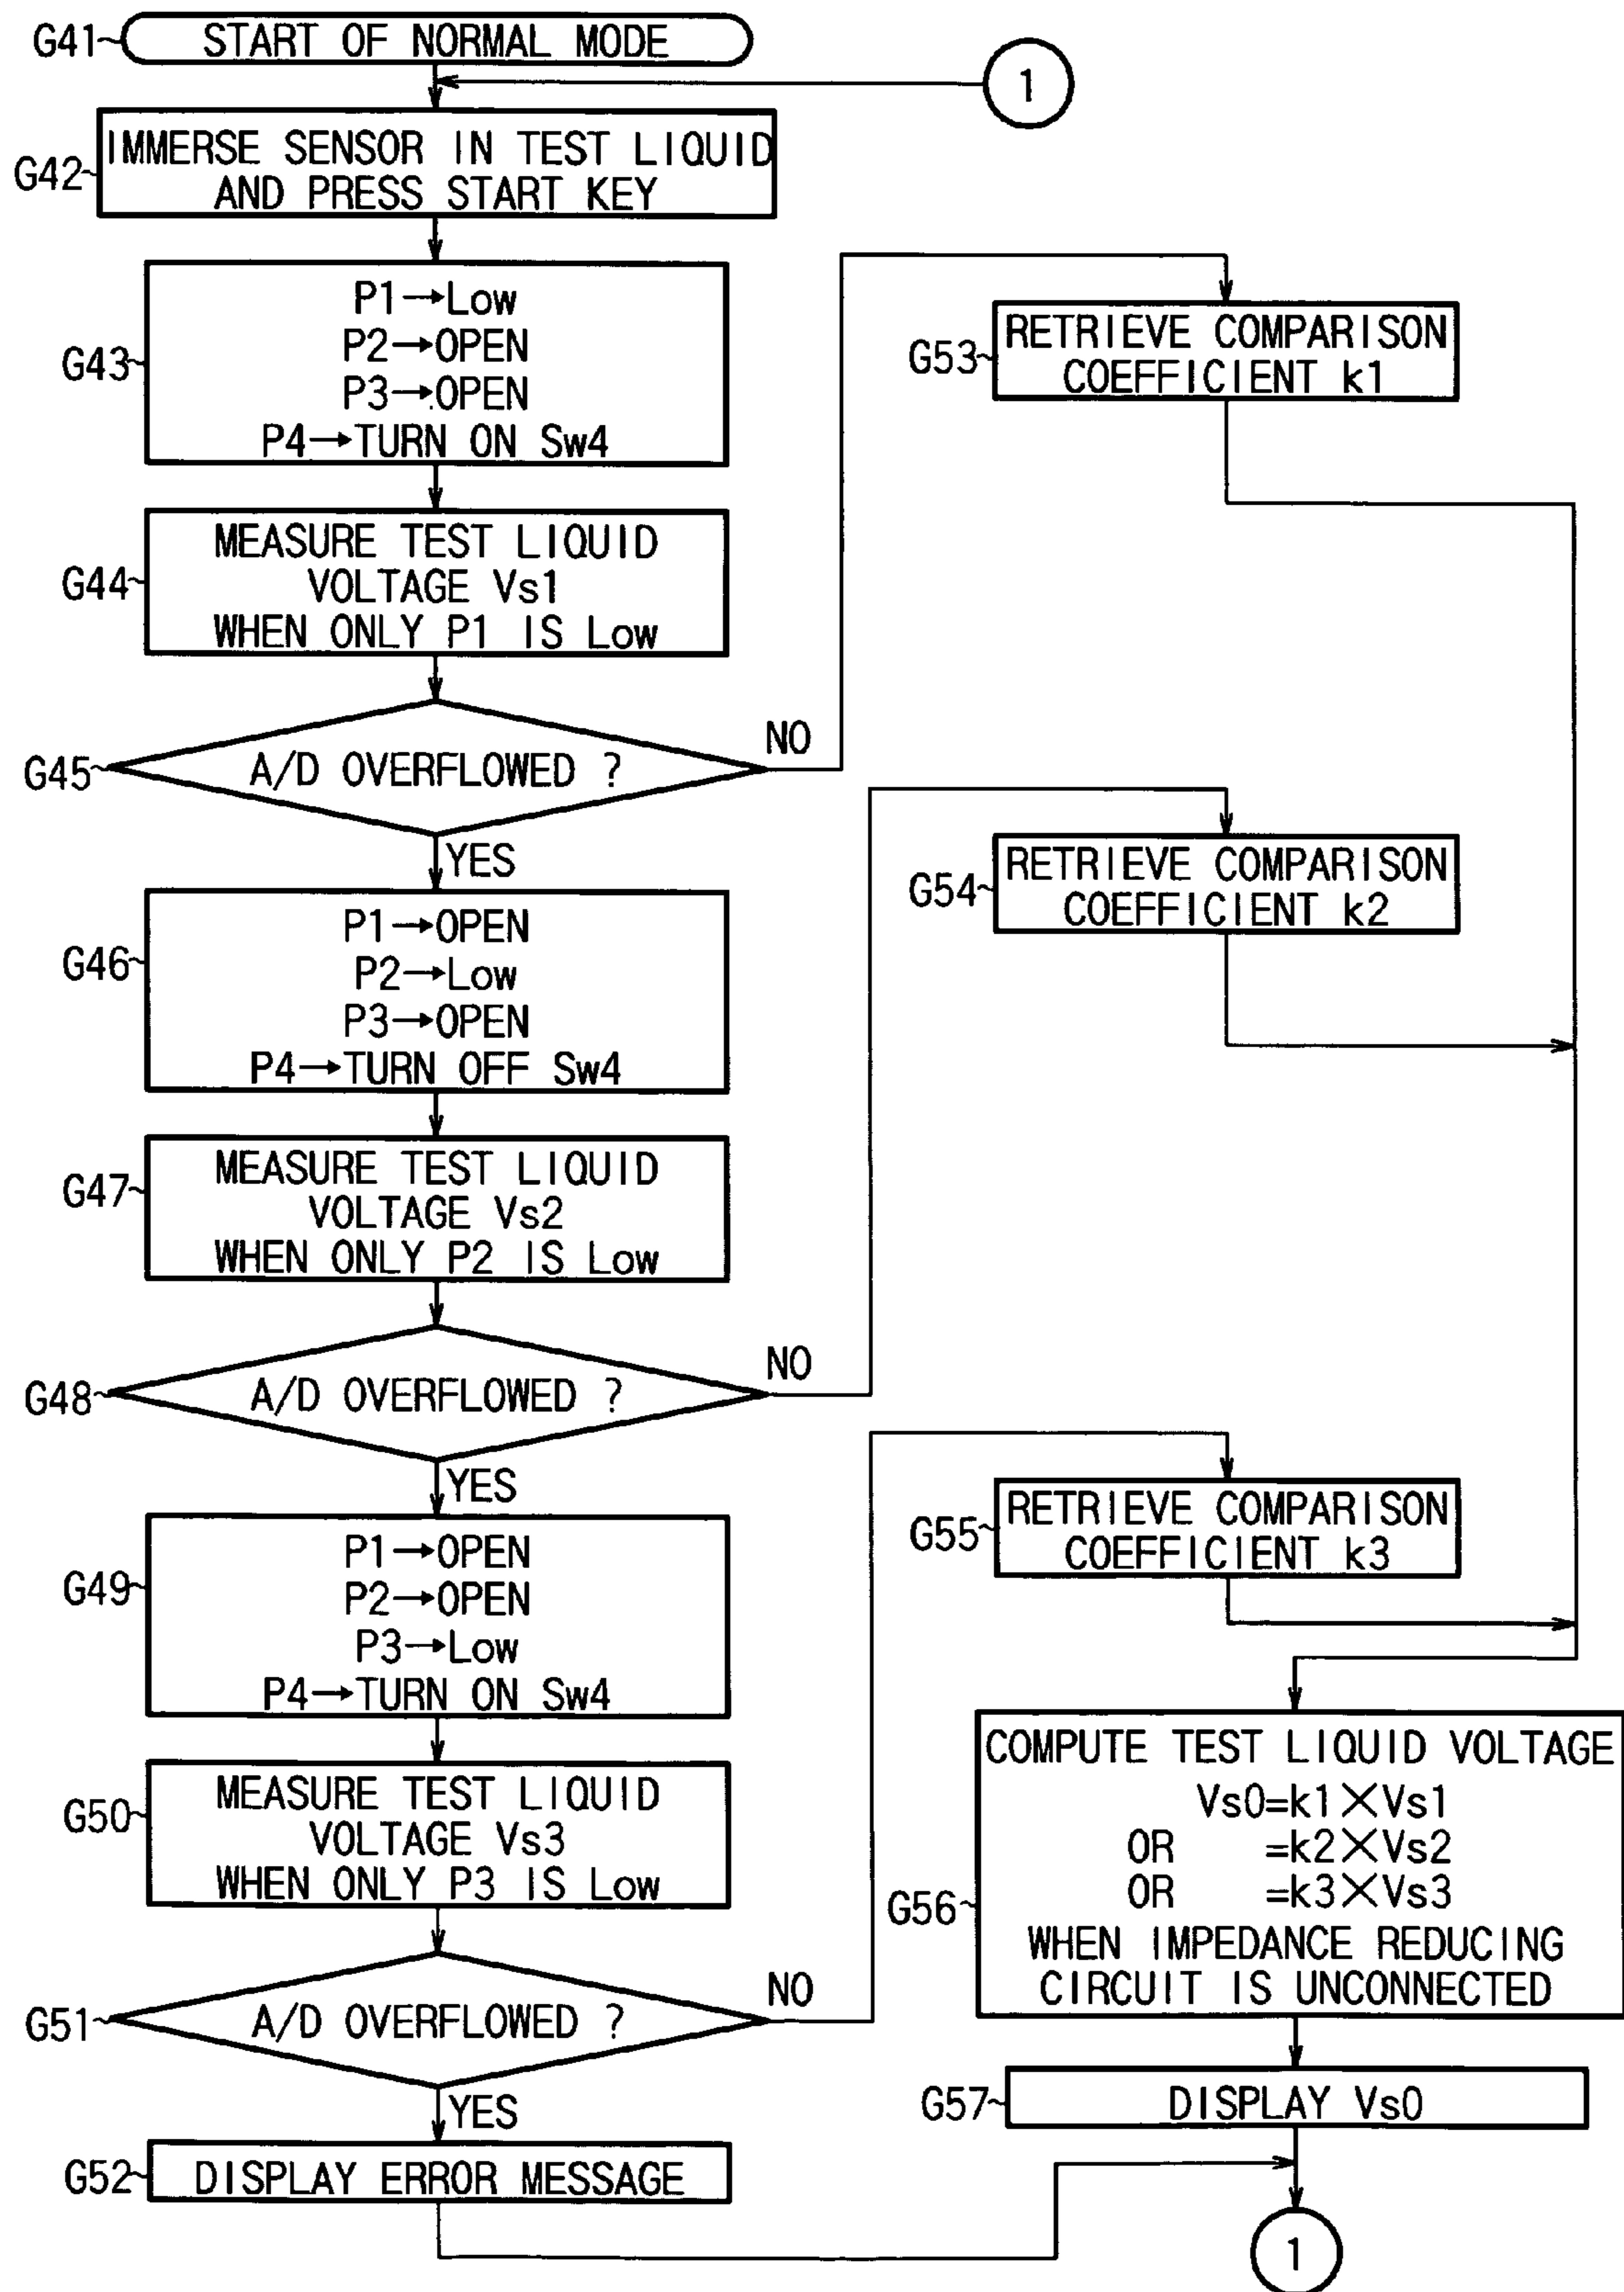 G41
START OF NORMAL MODE
1
G42
IMMERSE SENSOR IN TEST LIQUID
AND PRESS START KEY
G43
P1→Low
P2→OPEN
P3→OPEN
P4→TURN ON Sw4
G44
MEASURE TEST LIQUID
VOLTAGE Vs1
WHEN ONLY P1 IS Low
G45
A/D OVERFLOWED ?
NO
YES
G53
RETRIEVE COMPARISON
COEFFICIENT k1
G46
P1→OPEN
P2→Low
P3→OPEN
P4→TURN OFF Sw4
G47
MEASURE TEST LIQUID
VOLTAGE Vs2
WHEN ONLY P2 IS Low
G48
A/D OVERFLOWED ?
NO
YES
G54
RETRIEVE COMPARISON
COEFFICIENT k2
G49
P1→OPEN
P2→OPEN
P3→Low
P4→TURN ON Sw4
G50
MEASURE TEST LIQUID
VOLTAGE Vs3
WHEN ONLY P3 IS Low
G51
A/D OVERFLOWED ?
NO
YES
G55
RETRIEVE COMPARISON
COEFFICIENT k3
G52
DISPLAY ERROR MESSAGE
G56
COMPUTE TEST LIQUID VOLTAGE
Vs0=k1×Vs1
OR =k2×Vs2
OR =k3×Vs3
WHEN IMPEDANCE REDUCING
CIRCUIT IS UNCONNECTED
G57
DISPLAY Vs0
1